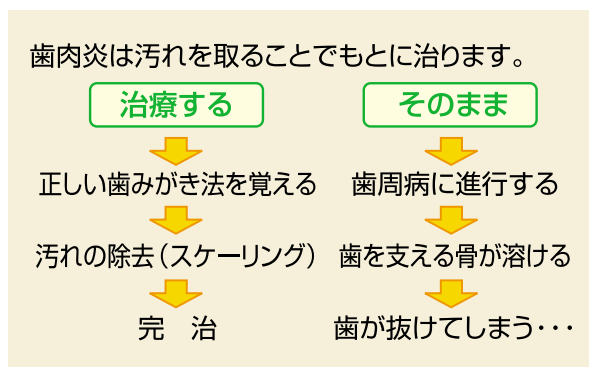 歯肉炎は汚れを取ることでもとに治ります。
治療する
正しい歯みがき法を覚える
汚れの除去（スケーリング）
完　治
そのまま
歯周病に進行する
歯を支える骨が溶ける
歯が抜けてしまう・・・